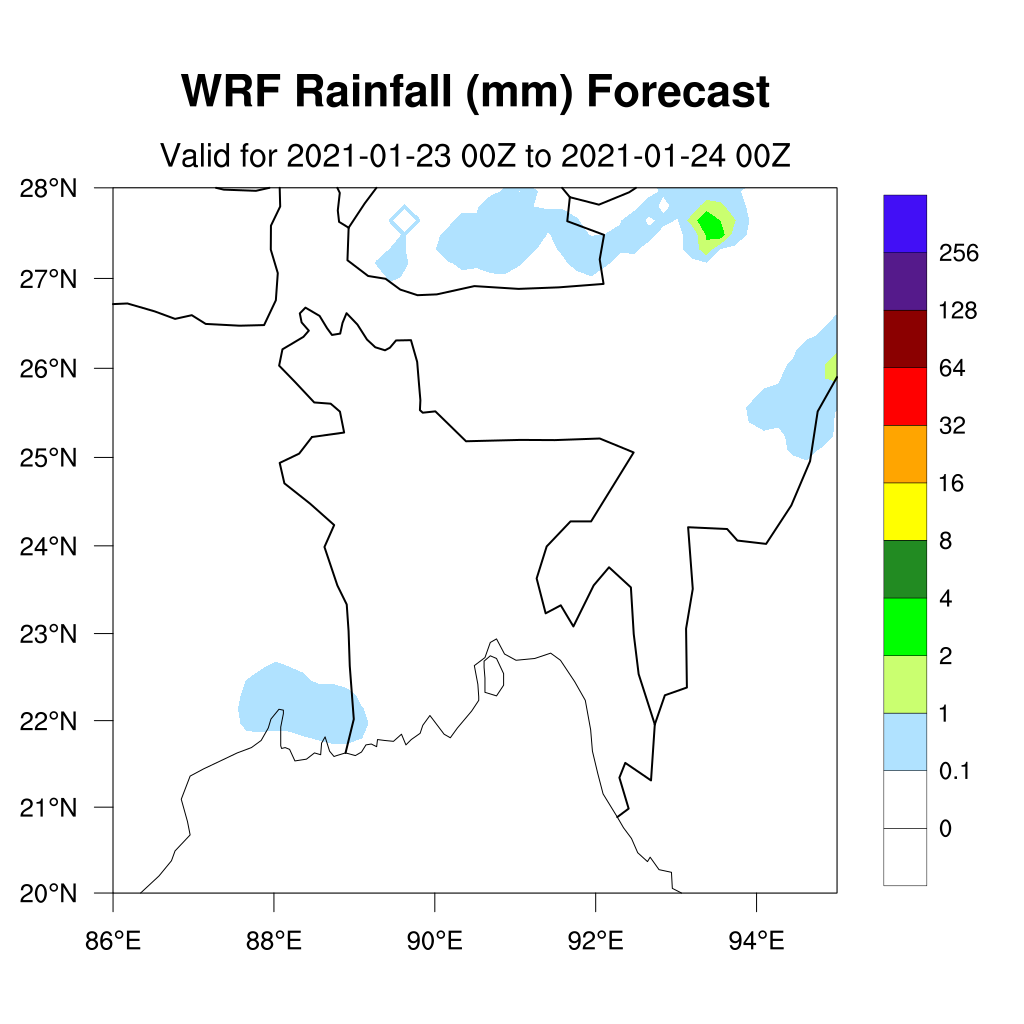 WRF Rainfall (mm) Forecast
Valid for 2021-01-23 00Z to 2021-01-24 00Z
28°N
27°N
26°N
25°N
24°N
23°N
22°N
21°N
20°N
86°E
88°E
90°E
92°E
94°E
256
128
64
32
16
8
4
2
1
0.1
0